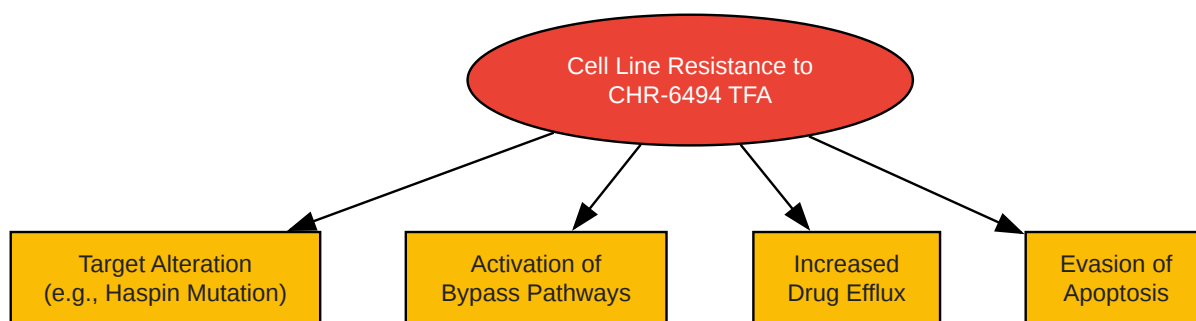 Cell Line Resistance to
CHR-6494 TFA
Target Alteration
(e.g., Haspin Mutation)
Activation of
Bypass Pathways
Increased
Drug Efflux
Evasion of
Apoptosis